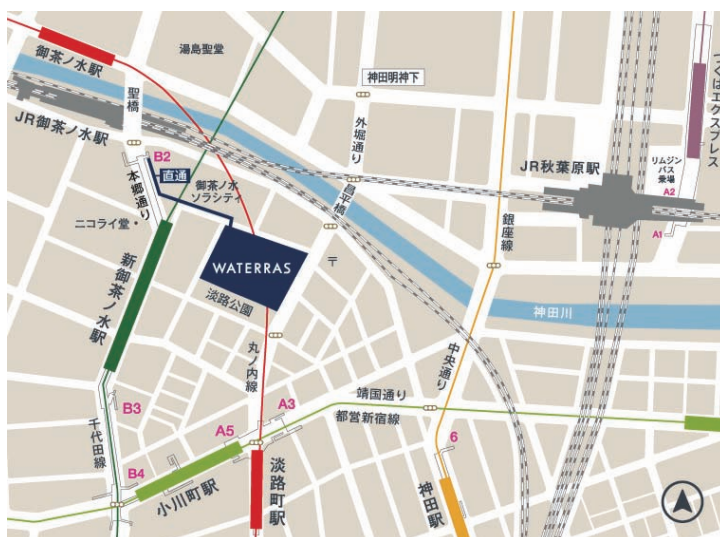 御茶ノ水駅
湯島聖堂
神田明神下
つくばエクスプレス
聖橋
外堀通り
JR御茶ノ水駅
B2
直通
御茶ノ水
ソラシティ
昌平橋
JR秋葉原駅
リムジン
バス
乗場
A2
A1
本郷通り
ニコライ堂・
WATERRAS
〒
銀座線
淡路公園
新御茶ノ水駅
神田川
丸ノ内線
中央通り
靖国通り
都営新宿線
B3
A5
A3
6
千代田線
B4
小川町駅
淡路町駅
神田駅